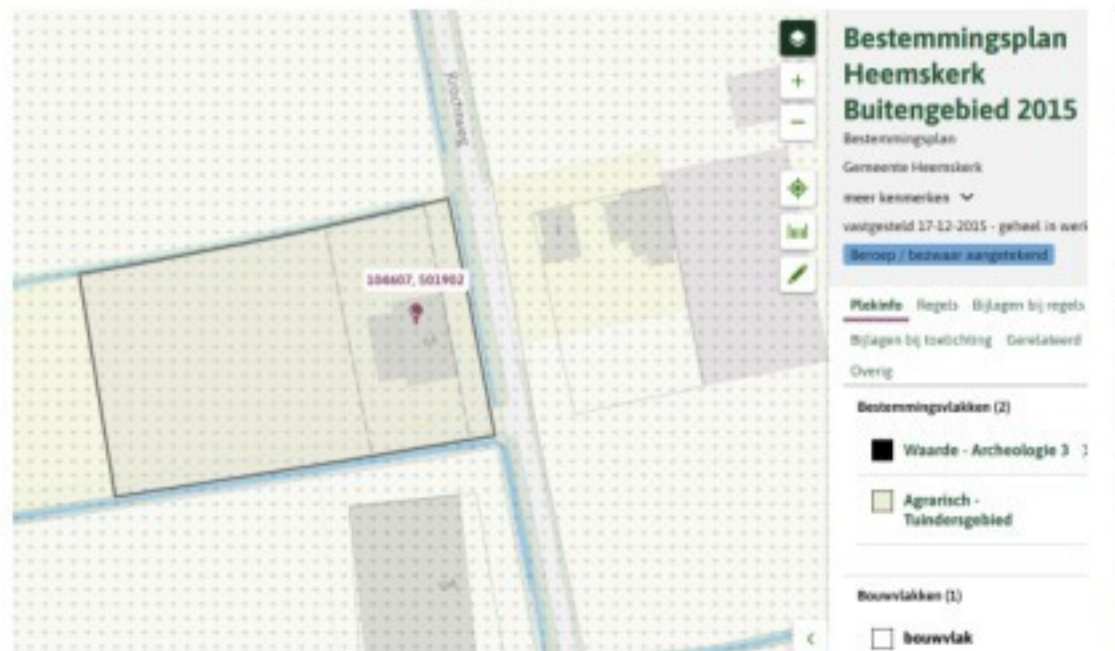 Bestemmingsplan
Heemskerk
Buitengebied 2015
Bestemmingsplan
Gemeente Heemskerk
meer kenmerken
vastgesteld 17-12-2015 - geheel in werk
Beroep / bezwaar aangetekend
Plekinfo Regels Bijlagen bij regels
Bijlagen bij toelichting Gerelateerd
Overig
Bestemmingsvlakken (2)
Waarde - Archeologie 3
Agrarisch -
Tuindersgebied
Bouwvlakken (1)
bouwvlak
104607, 501902